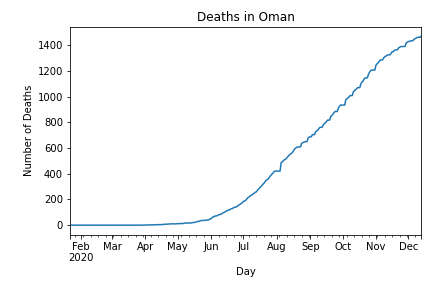 Deaths in Oman
1400
1200
1000
800
600
400
200
0
Number of Deaths
Feb Mar Apr May Jun Jul Aug Sep Oct Nov Dec
2020
Day